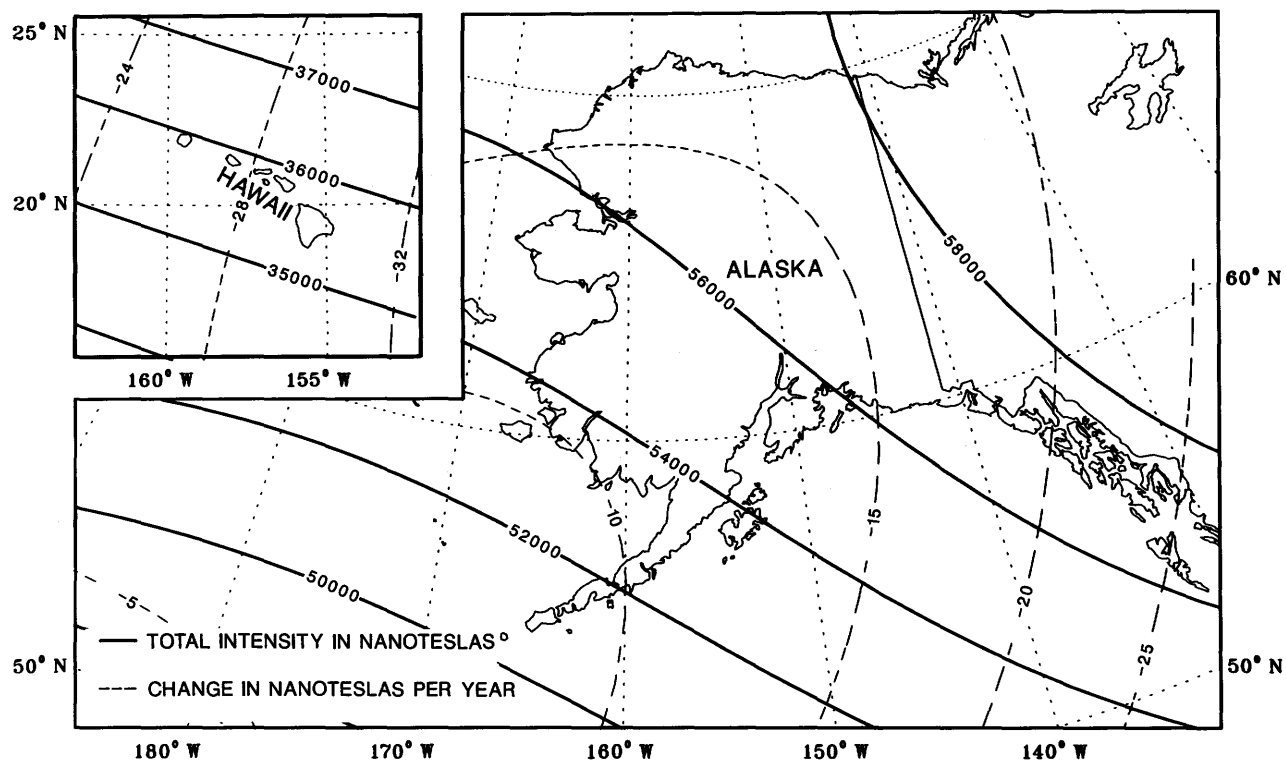 25° N
20° N
-24
37000
36000
HAWAII
-28
35000
-32
160° W
155° W
ALASKA
56000
58000
60° N
54000
52000
50000
-5
-10
-15
-20
-25
TOTAL INTENSITY IN NANOTESLAS°
CHANGE IN NANOTESLAS PER YEAR
50° N
50° N
180° W
170° W
160° W
150° W
140° W